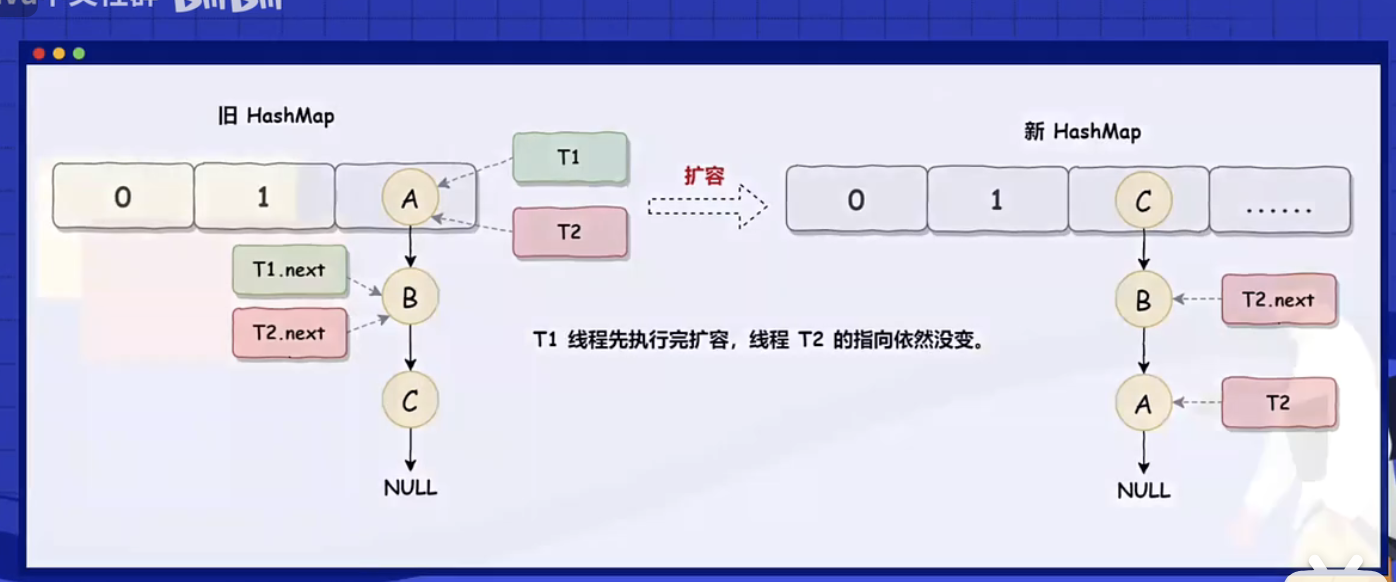 旧 HashMap
新 HashMap
T1
扩容
0
1
A
0
1
C
......
T2
T1.next
B
B
T2.next
T2.next
T1 线程先执行完扩容，线程 T2 的指向依然没变。
C
A
T2
NULL
NULL